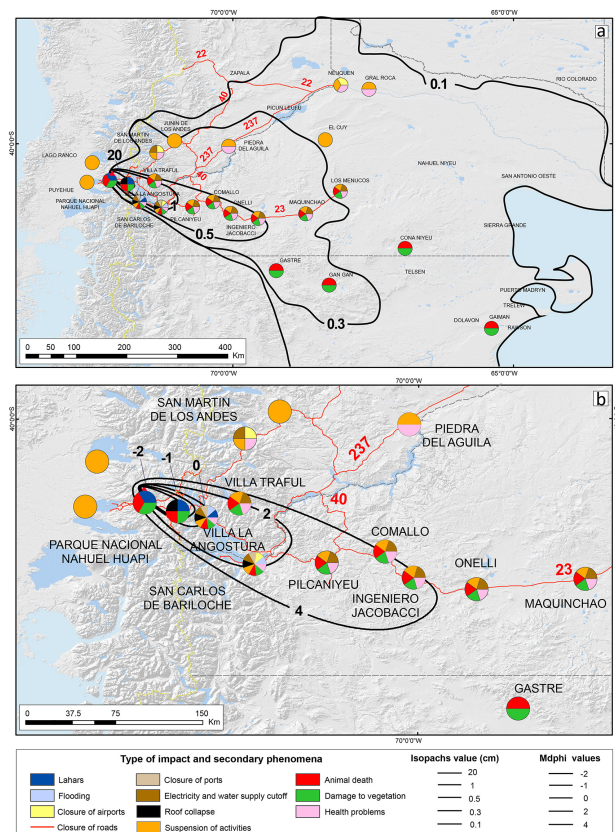 70°0'0"W
65°0'0"W
a
22
ZAPALA
NEUQUEN
GRAL ROCA
22
0.1
RIO COLORADO
40
PICUN LEUFU
JUNIN DE
LOS ANDES
237
EL CUY
SAN MARTIN
DE LOS ANDES
40°0'0"S
PIEDRA
DEL AGUILA
237
20
LAGO RANCO
NAHUEL NIYEU
VILLA TRAFUL
40
PUYEHUE
LOS MENUCOS
SAN ANTONIO OESTE
VILLA LA ANGOSTURA
PARQUE NACIONAL
NAHUEL HUAPI
1
COMALLO
ONELLI
MAQUINCHAO
23
SAN CARLOS
DE BARILOCHE
PILCANIYEU
0.5
INGENIERO
JACOBACCI
SIERRA GRANDE
CONA NIYEU
GASTRE
TELSEN
GAN GAN
PUERTO MADRYN
TRELEW
0.3
DOLAVON
GAIMAN
RAWSON
0 50 100 200 300 400
Km
70°0'0"W
65°0'0"W
70°0'0"W
b
SAN MARTIN
DE LOS ANDES
40°0'0"S
PIEDRA
DEL AGUILA
237
-2
-1
0
VILLA TRAFUL
40
2
COMALLO
VILLA LA
ANGOSTURA
PARQUE NACIONAL
NAHUEL HUAPI
ONELLI
23
PILCANIYEU
INGENIERO
JACOBACCI
MAQUINCHAO
SAN CARLOS
DE BARILOCHE
4
GASTRE
0 37.5 75 150
Km
70°0'0"W
Type of impact and secondary phenomena
Isopachs value (cm)
Mdphi values
Lahars
Closure of ports
Animal death
20
-2
Flooding
Electricity and water supply cutoff
Damage to vegetation
1
-1
Closure of airports
Roof collapse
Health problems
0.5
0
Closure of roads
Suspension of activities
0.3
2
0.1
4